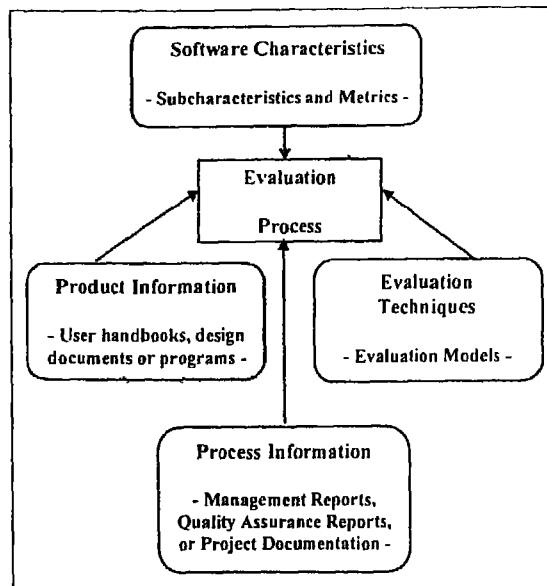 Software Characteristics
- Subcharacteristics and Metrics -
Evaluation
Process
Product Information
- User handbooks, design
documents or programs -
Evaluation
Techniques
- Evaluation Models -
Process Information
- Management Reports,
Quality Assurance Reports,
or Project Documentation -